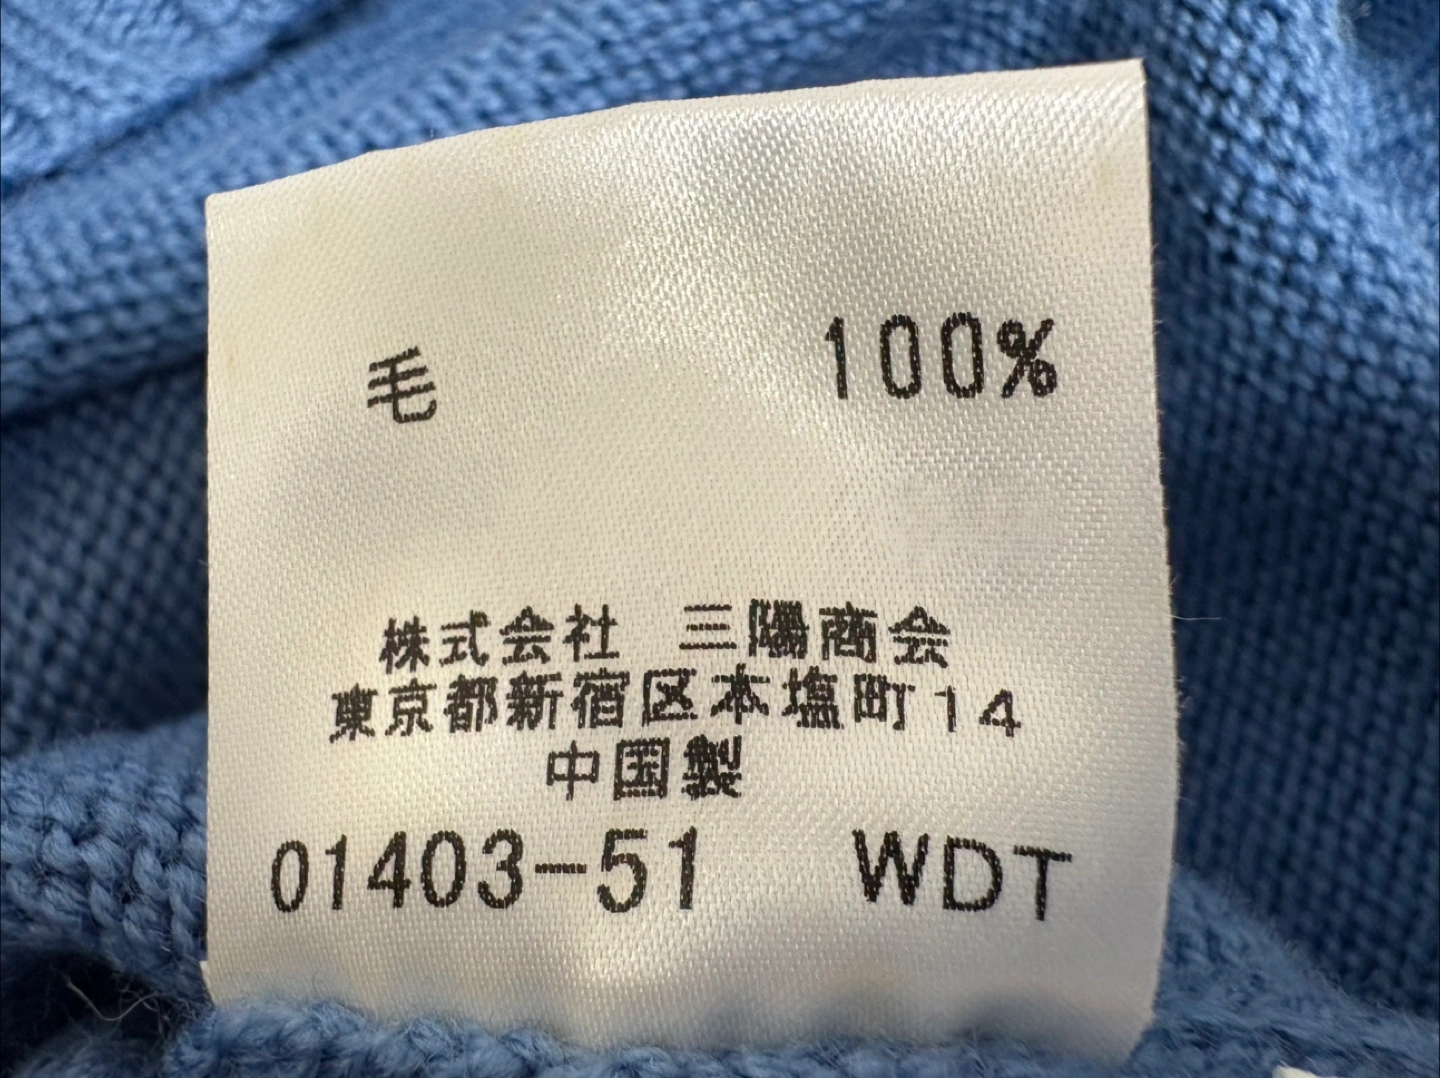 毛 100%
株式会社 三陽商会
東京都新宿区本塩町14
中国製
01403-51 WDT